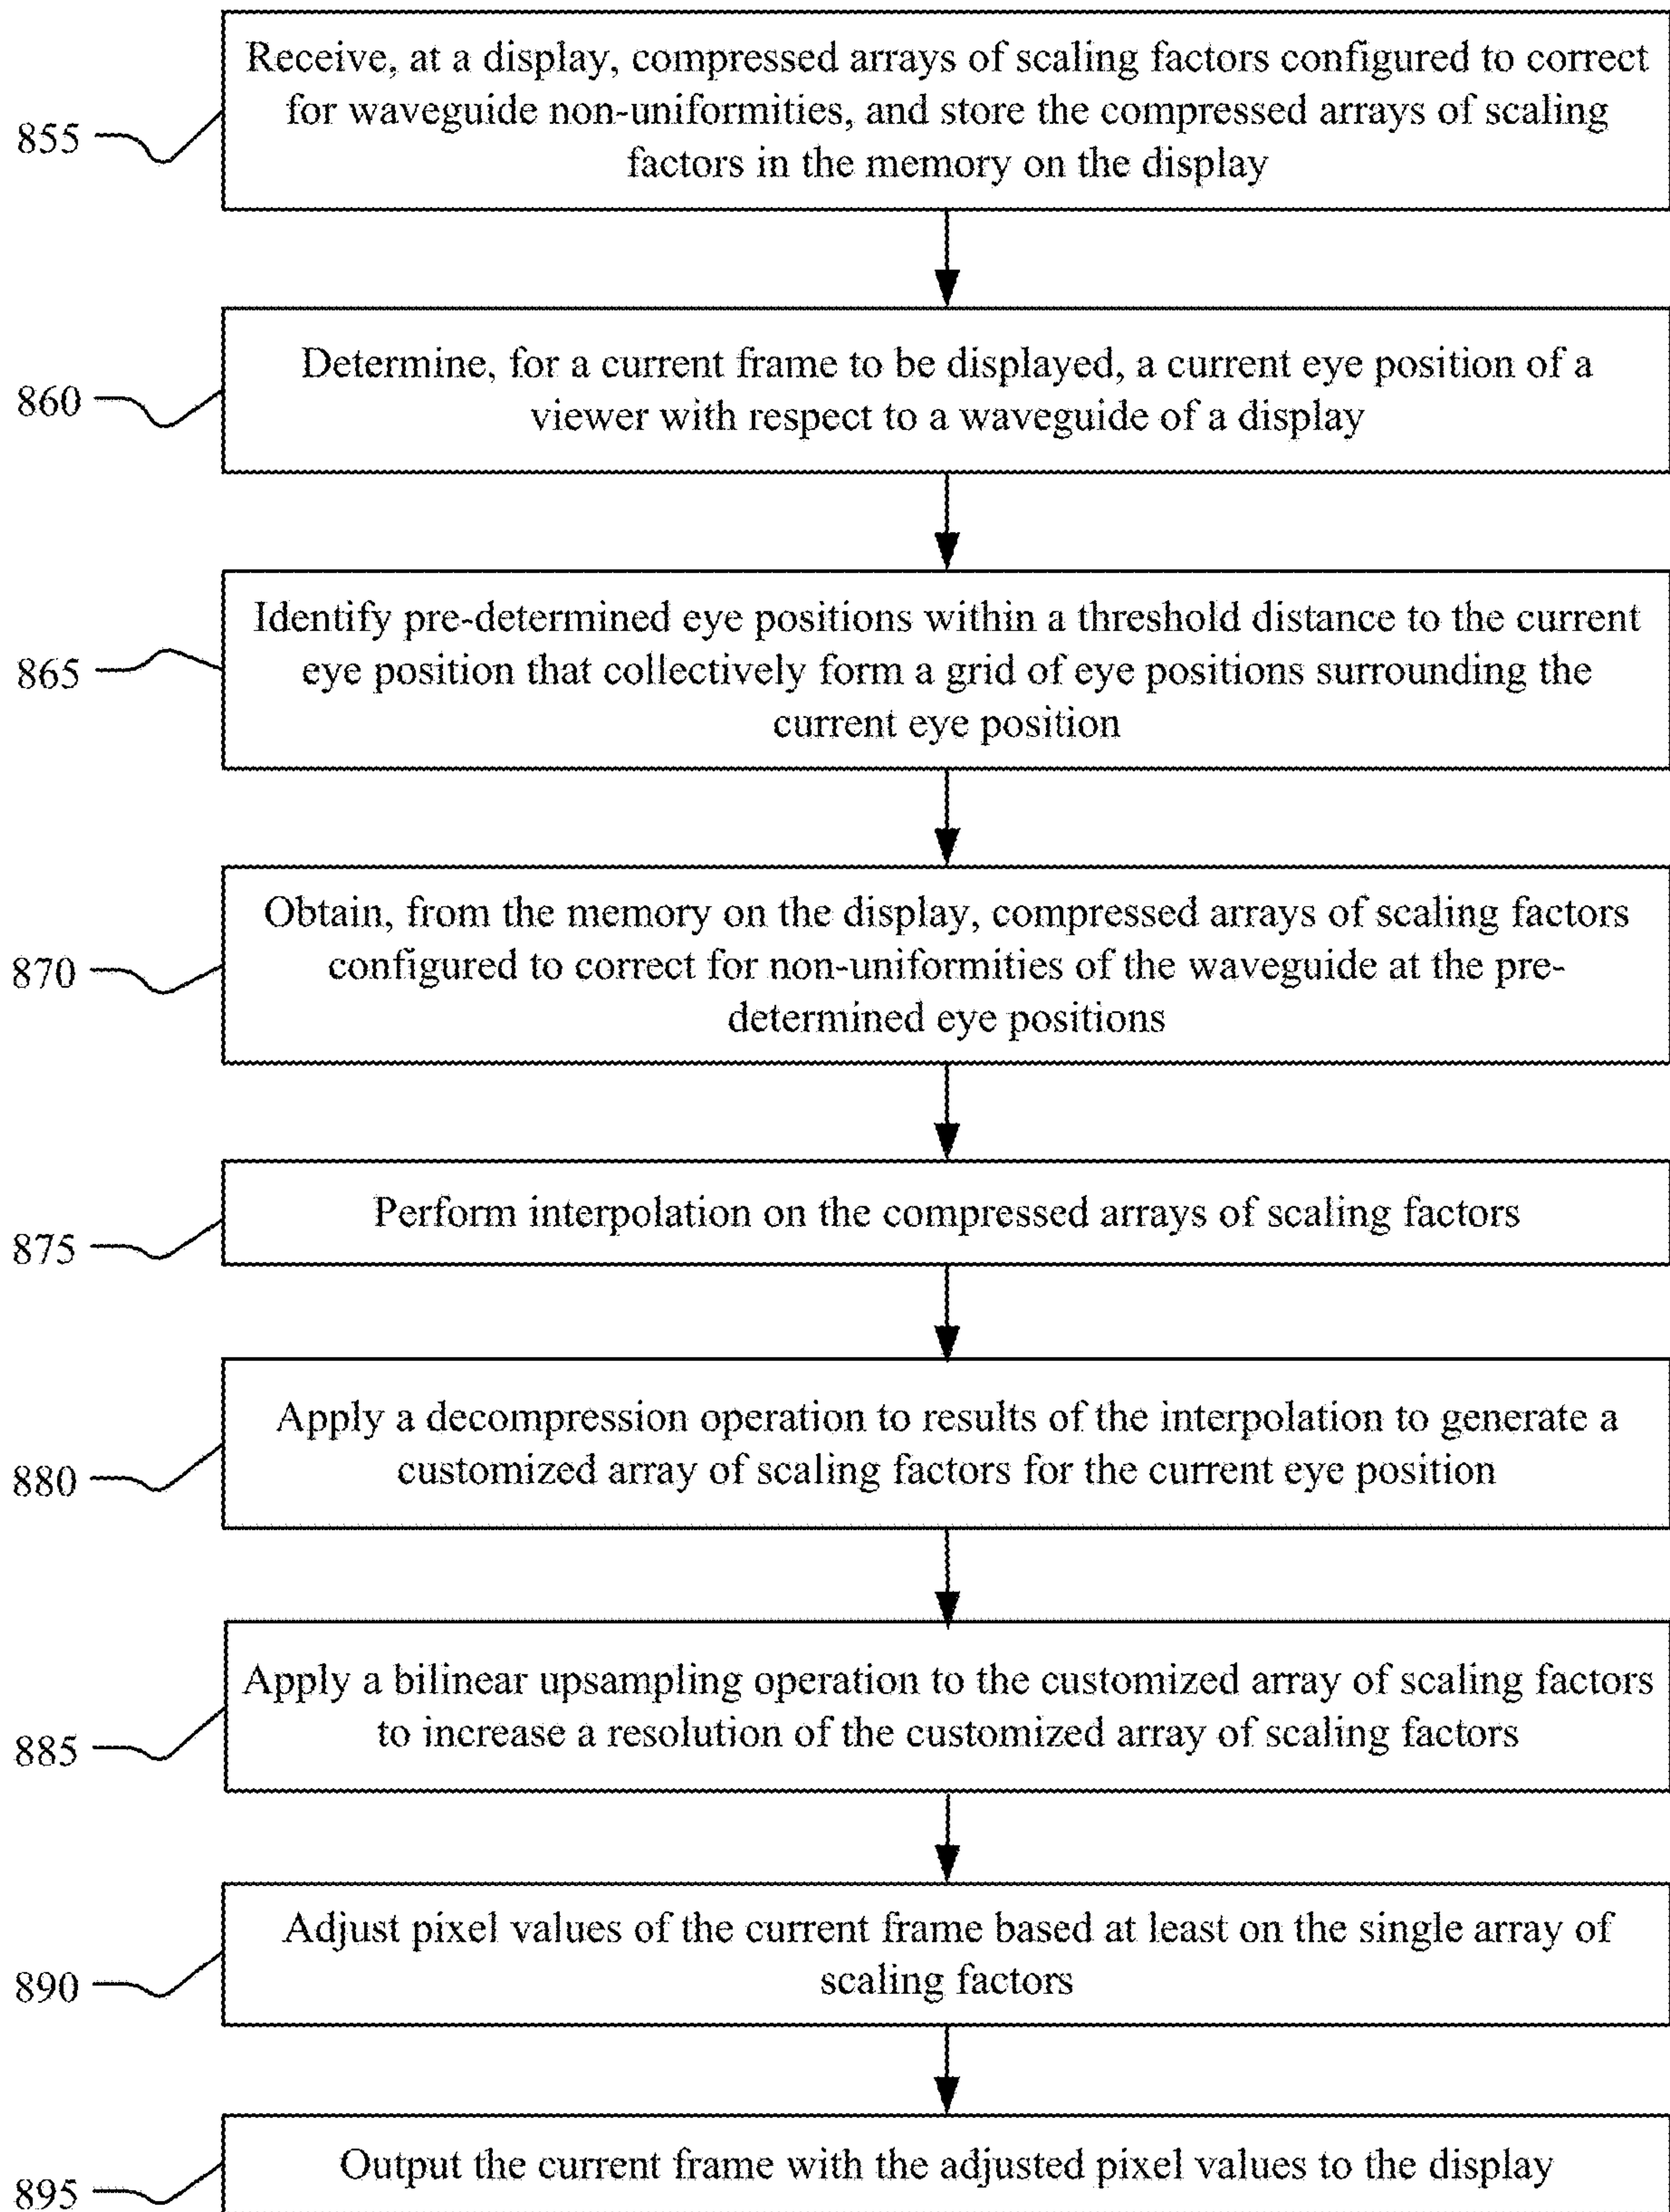 Receive, at a display, compressed arrays of scaling factors configured to correct
for waveguide non-uniformities, and store the compressed arrays of scaling
factors in the memory on the display
855
Determine, for a current frame to be displayed, a current eye position of a
viewer with respect to a waveguide of a display
860
Identify pre-determined eye positions within a threshold distance to the current
eye position that collectively form a grid of eye positions surrounding the
current eye position
865
Obtain, from the memory on the display, compressed arrays of scaling factors
configured to correct for non-uniformities of the waveguide at the pre-
determined eye positions
870
Perform interpolation on the compressed arrays of scaling factors
875
Apply a decompression operation to results of the interpolation to generate a
customized array of scaling factors for the current eye position
880
Apply a bilinear upsampling operation to the customized array of scaling factors
to increase a resolution of the customized array of scaling factors
885
Adjust pixel values of the current frame based at least on the single array of
scaling factors
890
Output the current frame with the adjusted pixel values to the display
895